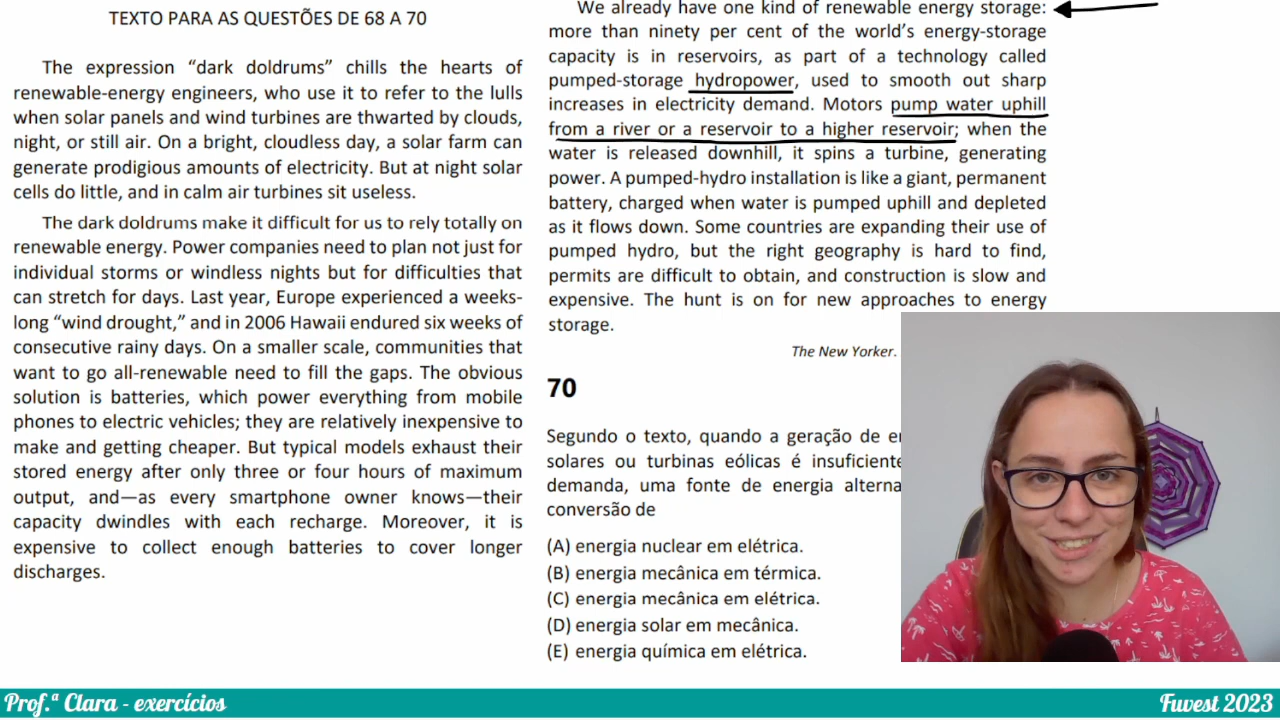 TEXTO PARA AS QUESTÕES DE 68 A 70
The expression “dark doldrums” chills the hearts of
renewable-energy engineers, who use it to refer to the lulls
when solar panels and wind turbines are thwarted by clouds,
night, or still air. On a bright, cloudless day, a solar farm can
generate prodigious amounts of electricity. But at night solar
cells do little, and in calm air turbines sit useless.
The dark doldrums make it difficult for us to rely totally on
renewable energy. Power companies need to plan not just for
individual storms or windless nights but for difficulties that
can stretch for days. Last year, Europe experienced a weeks-
long “wind drought,” and in 2006 Hawaii endured six weeks of
consecutive rainy days. On a smaller scale, communities that
want to go all-renewable need to fill the gaps. The obvious
solution is batteries, which power everything from mobile
phones to electric vehicles; they are relatively inexpensive to
make and getting cheaper. But typical models exhaust their
stored energy after only three or four hours of maximum
output, and—as every smartphone owner knows—their
capacity dwindles with each recharge. Moreover, it is
expensive to collect enough batteries to cover longer
discharges.
We already have one kind of renewable energy storage:
more than ninety per cent of the world’s energy-storage
capacity is in reservoirs, as part of a technology called
pumped-storage hydropower, used to smooth out sharp
increases in electricity demand. Motors pump water uphill
from a river or a reservoir to a higher reservoir; when the
water is released downhill, it spins a turbine, generating
power. A pumped-hydro installation is like a giant, permanent
battery, charged when water is pumped uphill and depleted
as it flows down. Some countries are expanding their use of
pumped hydro, but the right geography is hard to find,
permits are difficult to obtain, and construction is slow and
expensive. The hunt is on for new approaches to energy
storage.
The New Yorker.
70
Segundo o texto, quando a geração de
solares ou turbinas eólicas é insuficiente
demanda, uma fonte de energia
conversão de
(A) energia nuclear em elétrica.
(B) energia mecânica em térmica.
(C) energia mecânica em elétrica.
(D) energia solar em mecânica.
(E) energia química em elétrica.
Prof.ª Clara - exercícios
Fuvest 2023